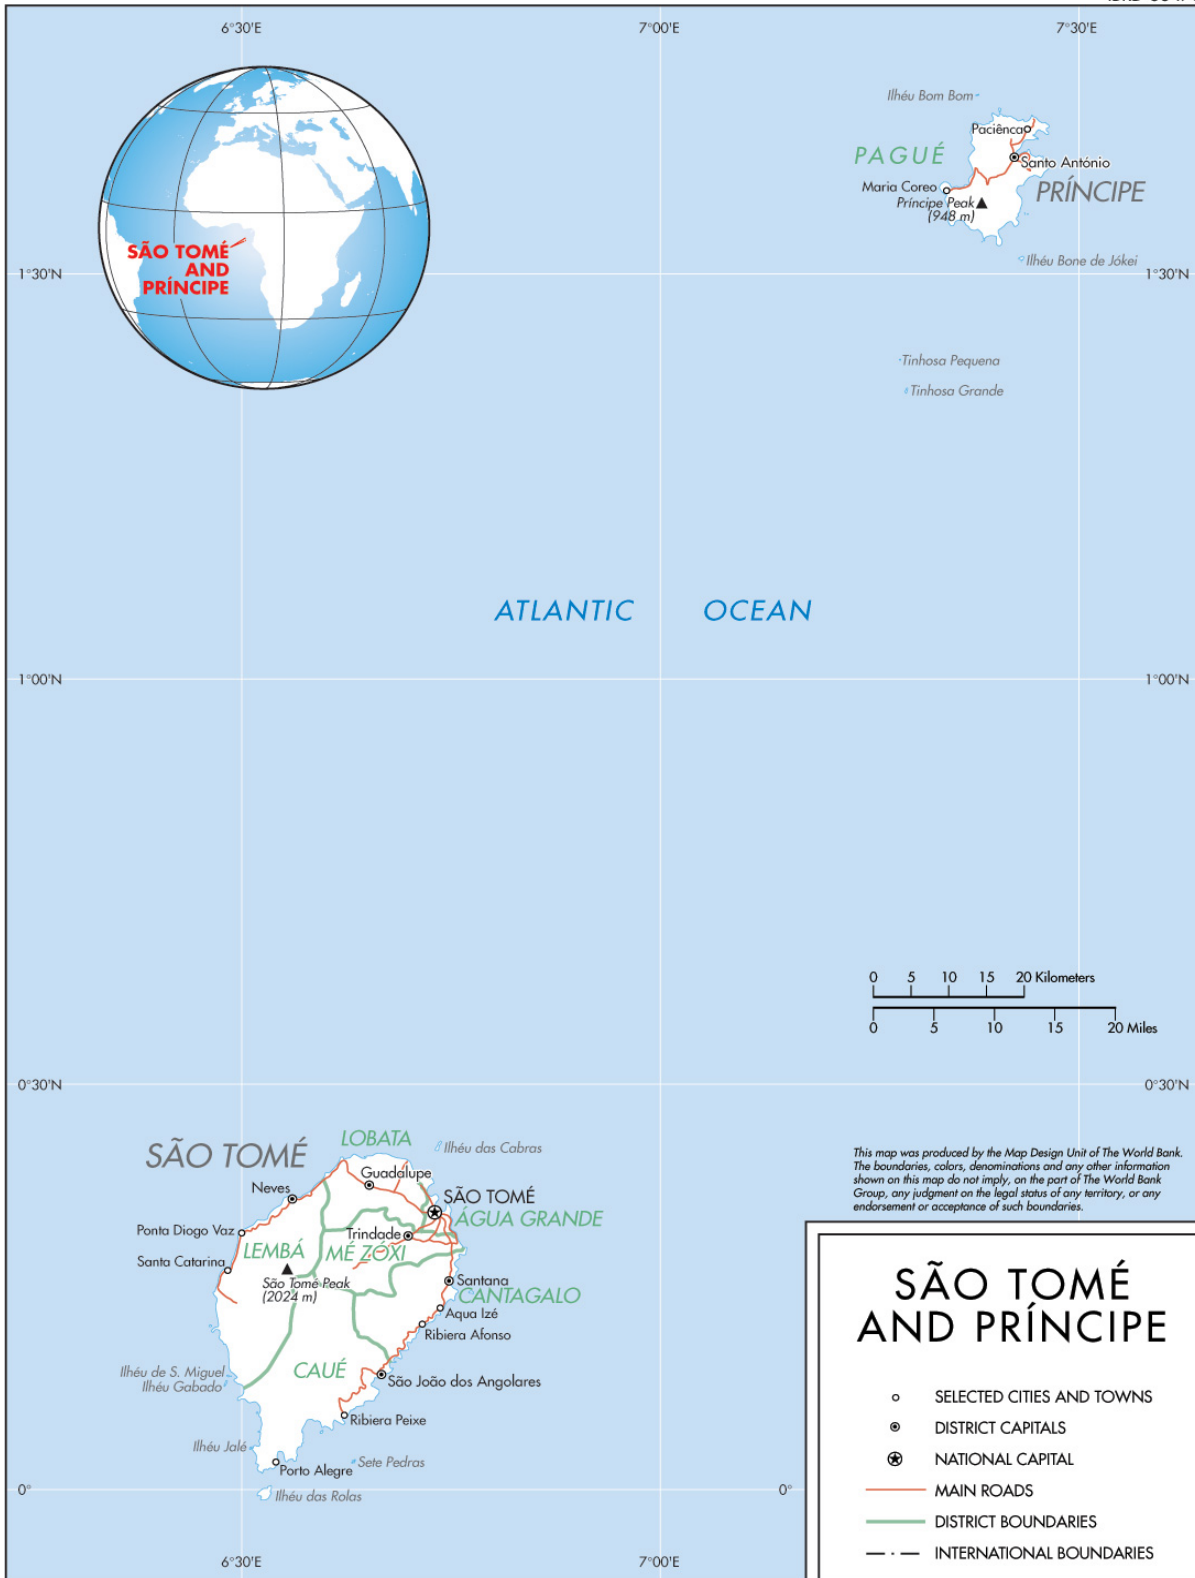 6°30'E
7°00'E
7°30'E
Ilhéu Bom Bom
Paciênca
PAGUÉ
Santo António
Maria Coreo
PRÍNCIPE
Príncipe Peak
(948 m)
SÃO TOMÉ
AND
PRÍNCIPE
Ilhéu Bone de Jókei
1°30'N
1°30'N
Tinhosa Pequena
Tinhosa Grande
ATLANTIC OCEAN
1°00'N
1°00'N
0 5 10 15 20 Kilometers
0 5 10 15 20 Miles
0°30'N
0°30'N
LOBATA
SÃO TOMÉ
Ilhéu das Cabras
Guadalupe
Neves
SÃO TOMÉ
ÁGUA GRANDE
Ponta Diogo Vaz
Trindade
LEMBÁ
MÉ ZÓXI
Santa Catarina
São Tomé Peak
(2024 m)
Santana
CANTAGALO
Aqua Izé
Ribiera Afonso
Ilhéu de S. Miguel
Ilhéu Gabado
CAUÉ
São João dos Angolares
Ribiera Peixe
Ilhéu Jalé
Porto Alegre
Sete Pedras
Ilhéu das Rolas
0°
0°
6°30'E
7°00'E
This map was produced by the Map Design Unit of The World Bank.
The boundaries, colors, denominations and any other information
shown on this map do not imply, on the part of The World Bank
Group, any judgment on the legal status of any territory, or any
endorsement or acceptance of such boundaries.
SÃO TOMÉ
AND PRÍNCIPE
SELECTED CITIES AND TOWNS
DISTRICT CAPITALS
NATIONAL CAPITAL
MAIN ROADS
DISTRICT BOUNDARIES
INTERNATIONAL BOUNDARIES